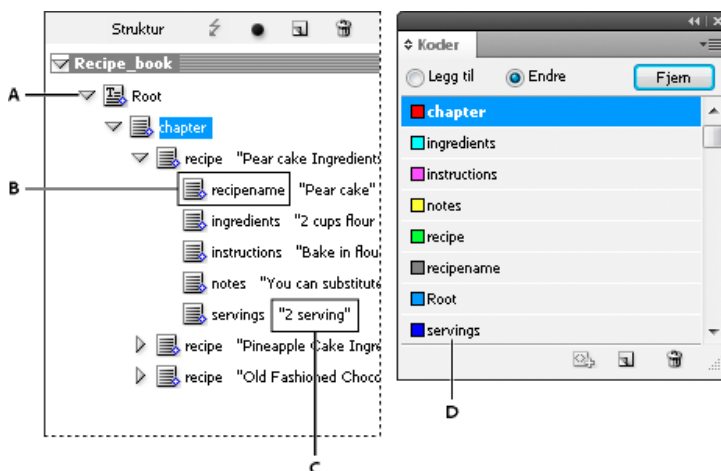 Struktur
Recipe_book
A
Root
chapter
recipe "Pear cake Ingredients
B
recipename "Pear cake"
ingredients "2 cups flour
instructions "Bake in flou
notes "You can substitute
servings "2 serving"
recipe "Pineapple Cake Ingre
recipe "Old Fashioned Choco
C
Koder
Legg til
Endre
Fjern
chapter
ingredients
instructions
notes
recipe
recipename
Root
servings
D